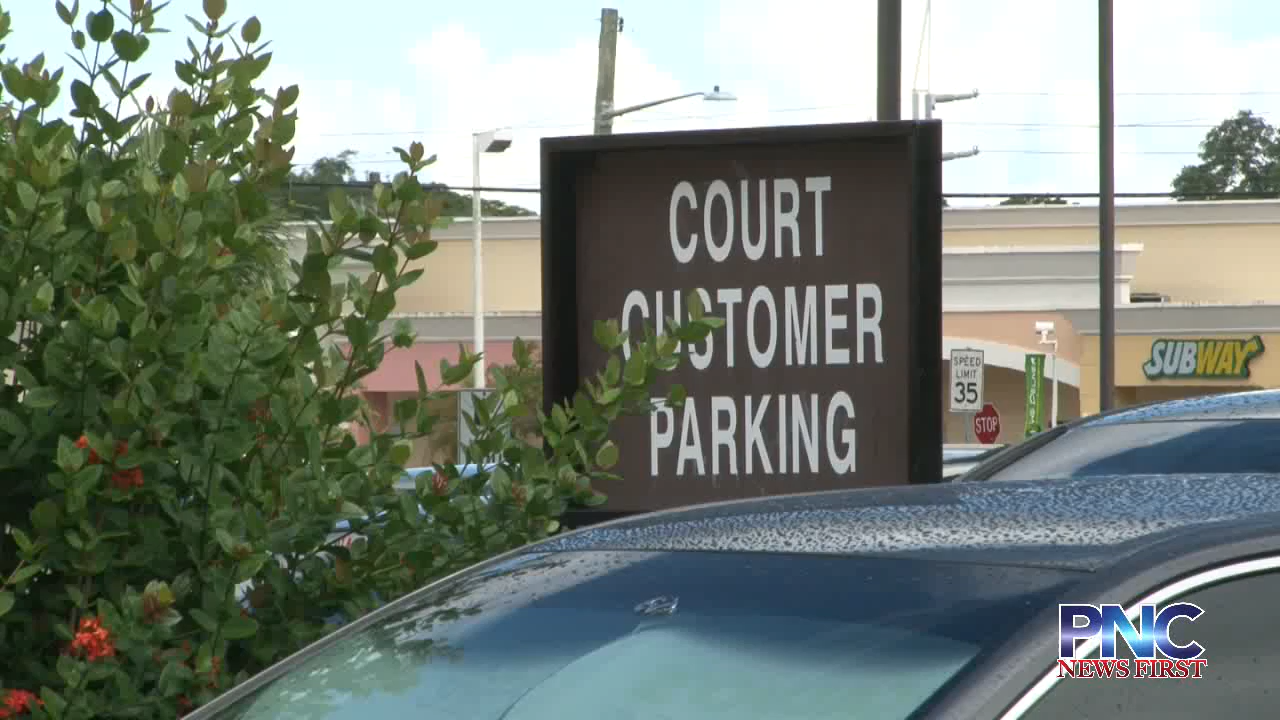 COURT
CUSTOMER
PARKING
SPEED
LIMIT
35
STOP
SUBWAY
PNC
NEWS FIRST